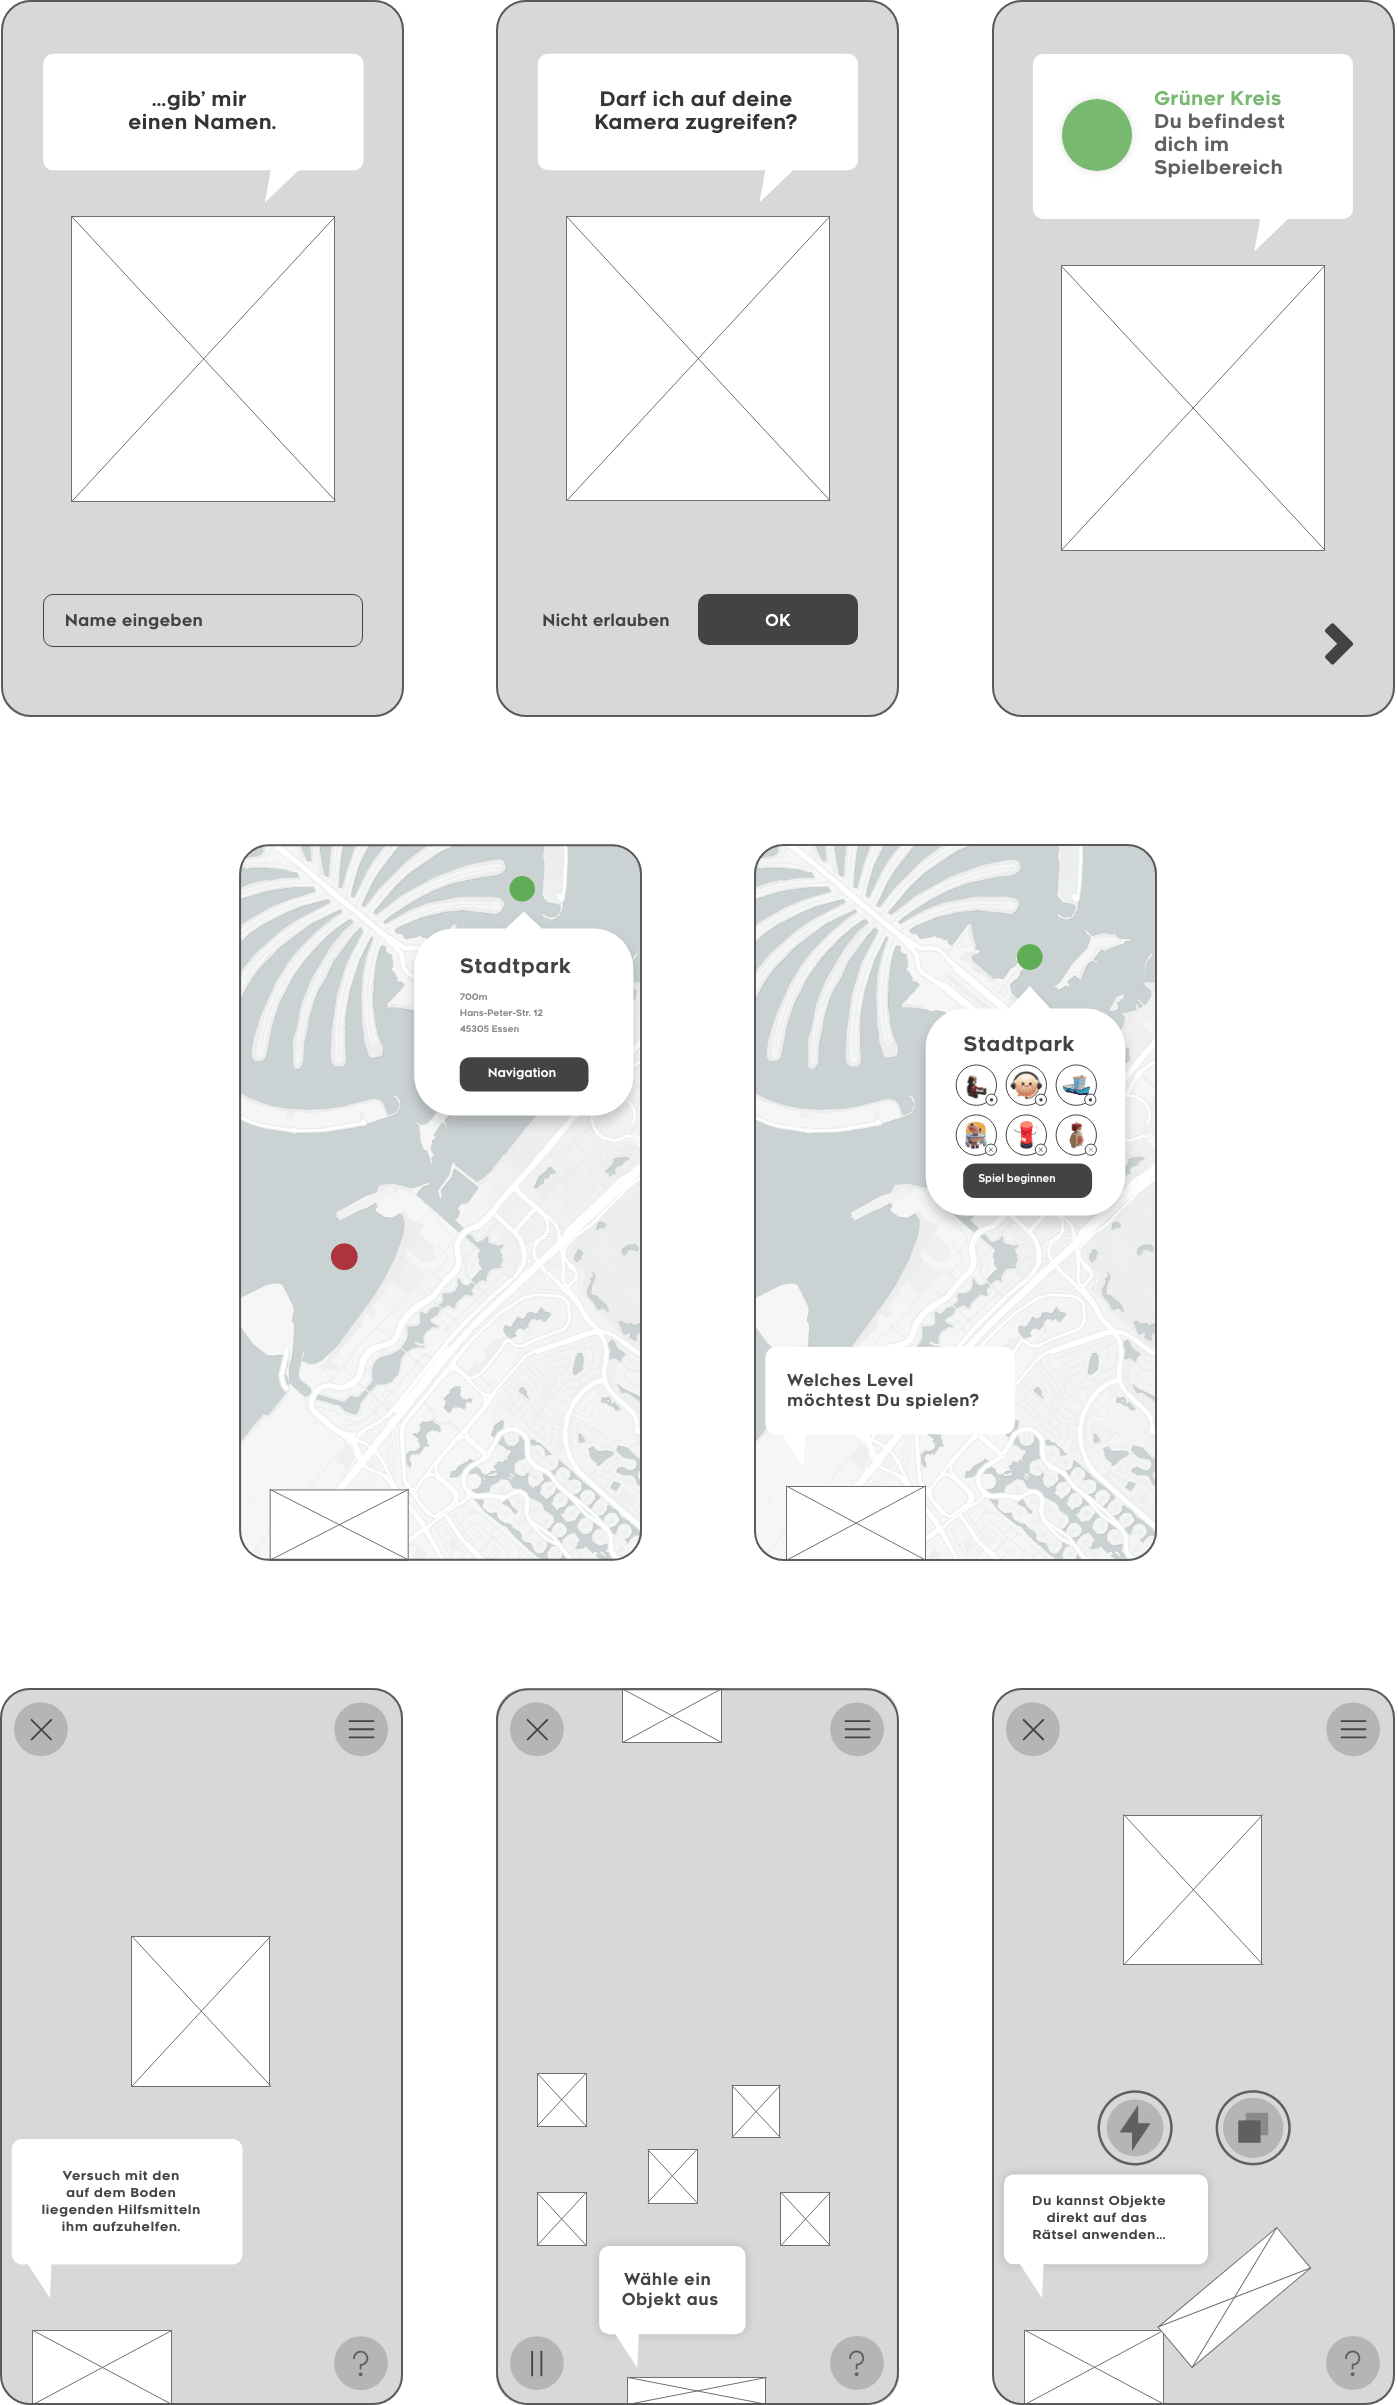 ...gib’ mir
einen Namen.
Name eingeben
Darf ich auf deine
Kamera zugreifen?
Nicht erlauben
OK
Grüner Kreis
Du befindest
dich im
Spielbereich
Stadtpark
700m
Hans-Peter-Str. 12
45305 Essen
Navigation
Stadtpark
Spiel beginnen
Welches Level
möchtest Du spielen?
Versuch mit den
auf dem Boden
liegenden Hilfsmitteln
ihm aufzuhelfen.
?
Wähle ein
Objekt aus
?
Du kannst Objekte
direkt auf das
Rätsel anwenden...
?